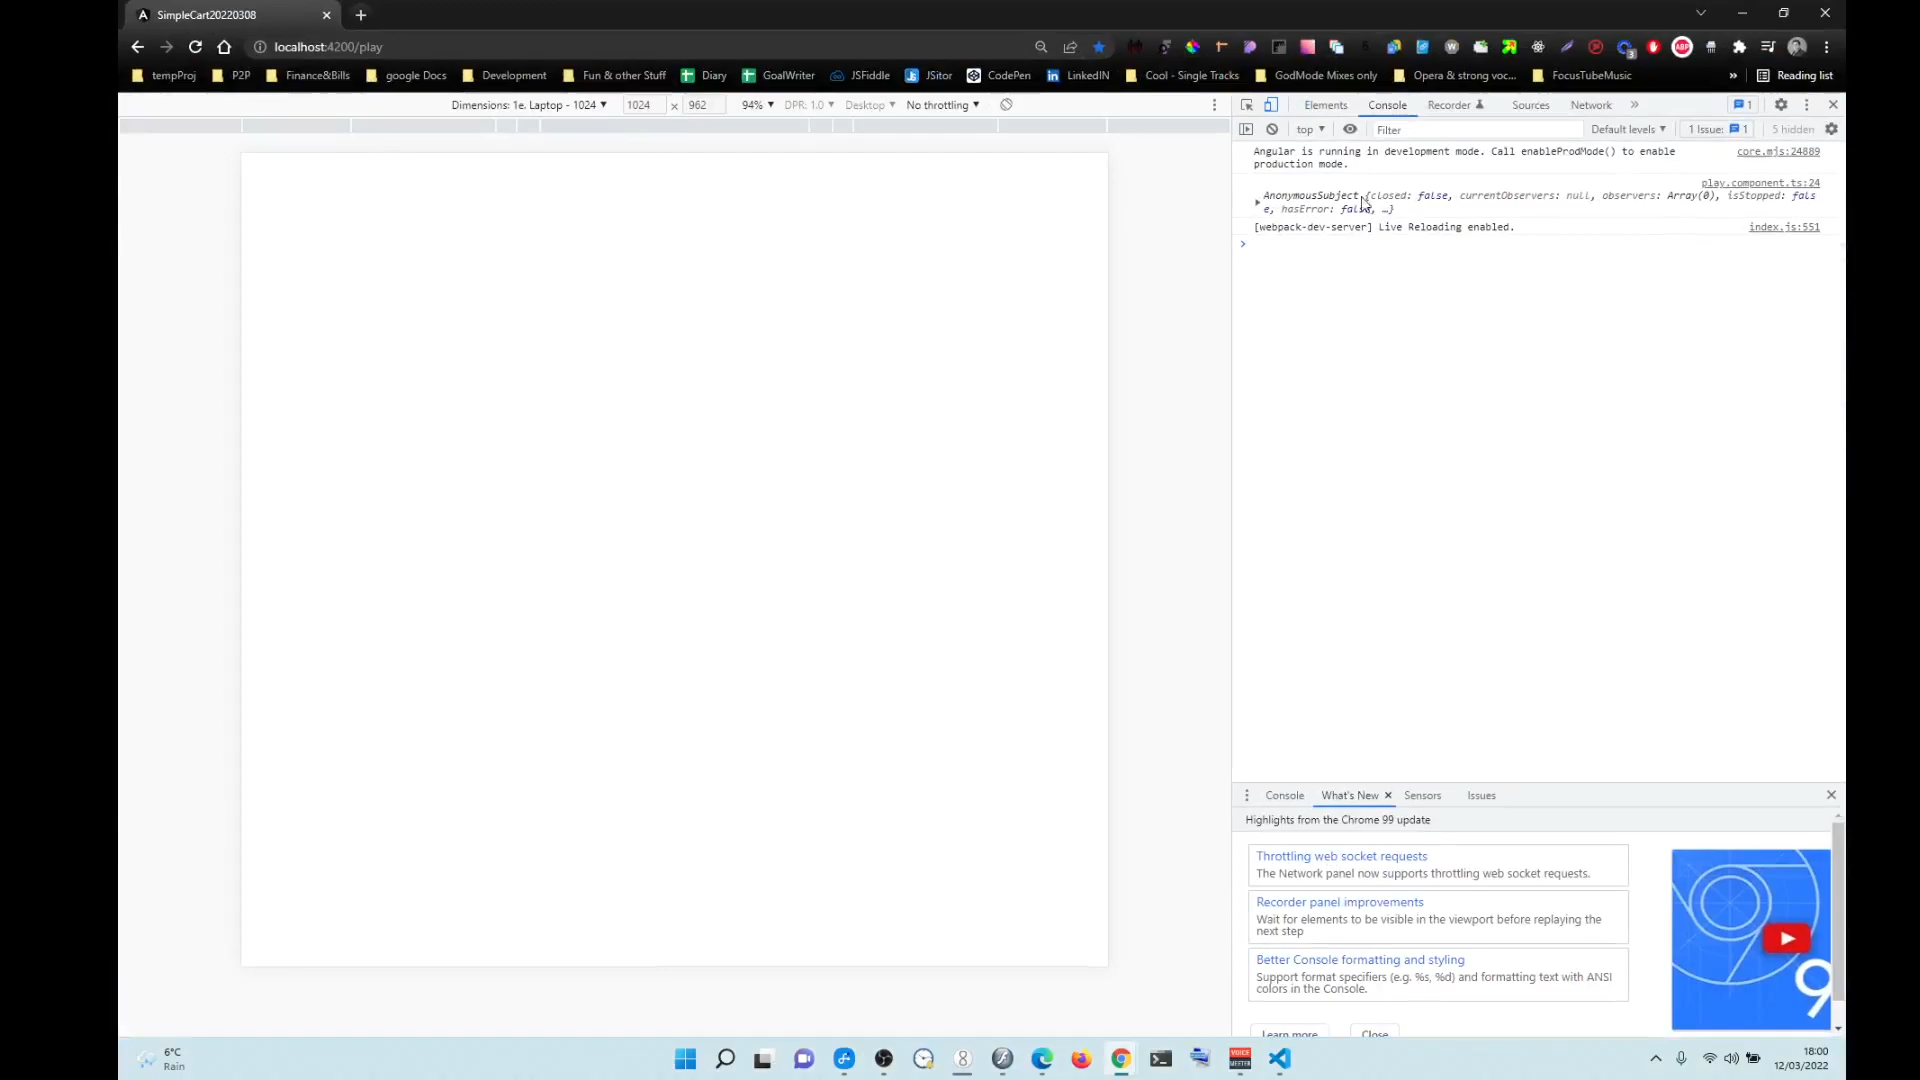 SimpleCart20220308
localhost:4200/play
tempProj P2P Finance&Bills google Docs Development Fun & other Stuff Diary GoalWriter JSFiddle JSitor CodePen LinkedIN Cool - Single Tracks GodMode Mixes only Opera & strong voc... FocusTubeMusic » Reading list
Dimensions: 1e. Laptop - 1024 1024 x 962 94% DPR: 1.0 Desktop No throttling
Elements Console Recorder Sources Network » 1
top Filter Default levels 1 Issue: 1 5 hidden
Angular is running in development mode. Call enableProdMode() to enable core.mjs:24889
production mode.
play.component.ts:24
AnonymousSubject {closed: false, currentObservers: null, observers: Array(0), isStopped: fals
e, hasError: false, …}
[webpack-dev-server] Live Reloading enabled. index.js:551
Console What's New Sensors Issues
Highlights from the Chrome 99 update
Throttling web socket requests
The Network panel now supports throttling web socket requests.
Recorder panel improvements
Wait for elements to be visible in the viewport before replaying the
next step
Better Console formatting and styling
Support format specifiers (e.g. %s, %d) and formatting text with ANSI
colors in the Console.
Learn more Close
6°C
Rain
VOICE
MEETER
18:00
12/03/2022